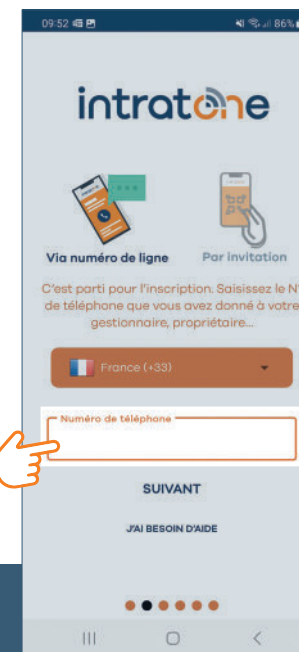 09:52
86%
intratone
Via numéro de ligne
Par invitation
C'est parti pour l'inscription. Saisissez le N°
de téléphone que vous avez donné à votre
gestionnaire, propriétaire...
France (+33)
Numéro de téléphone
SUIVANT
J'AI BESOIN D'AIDE